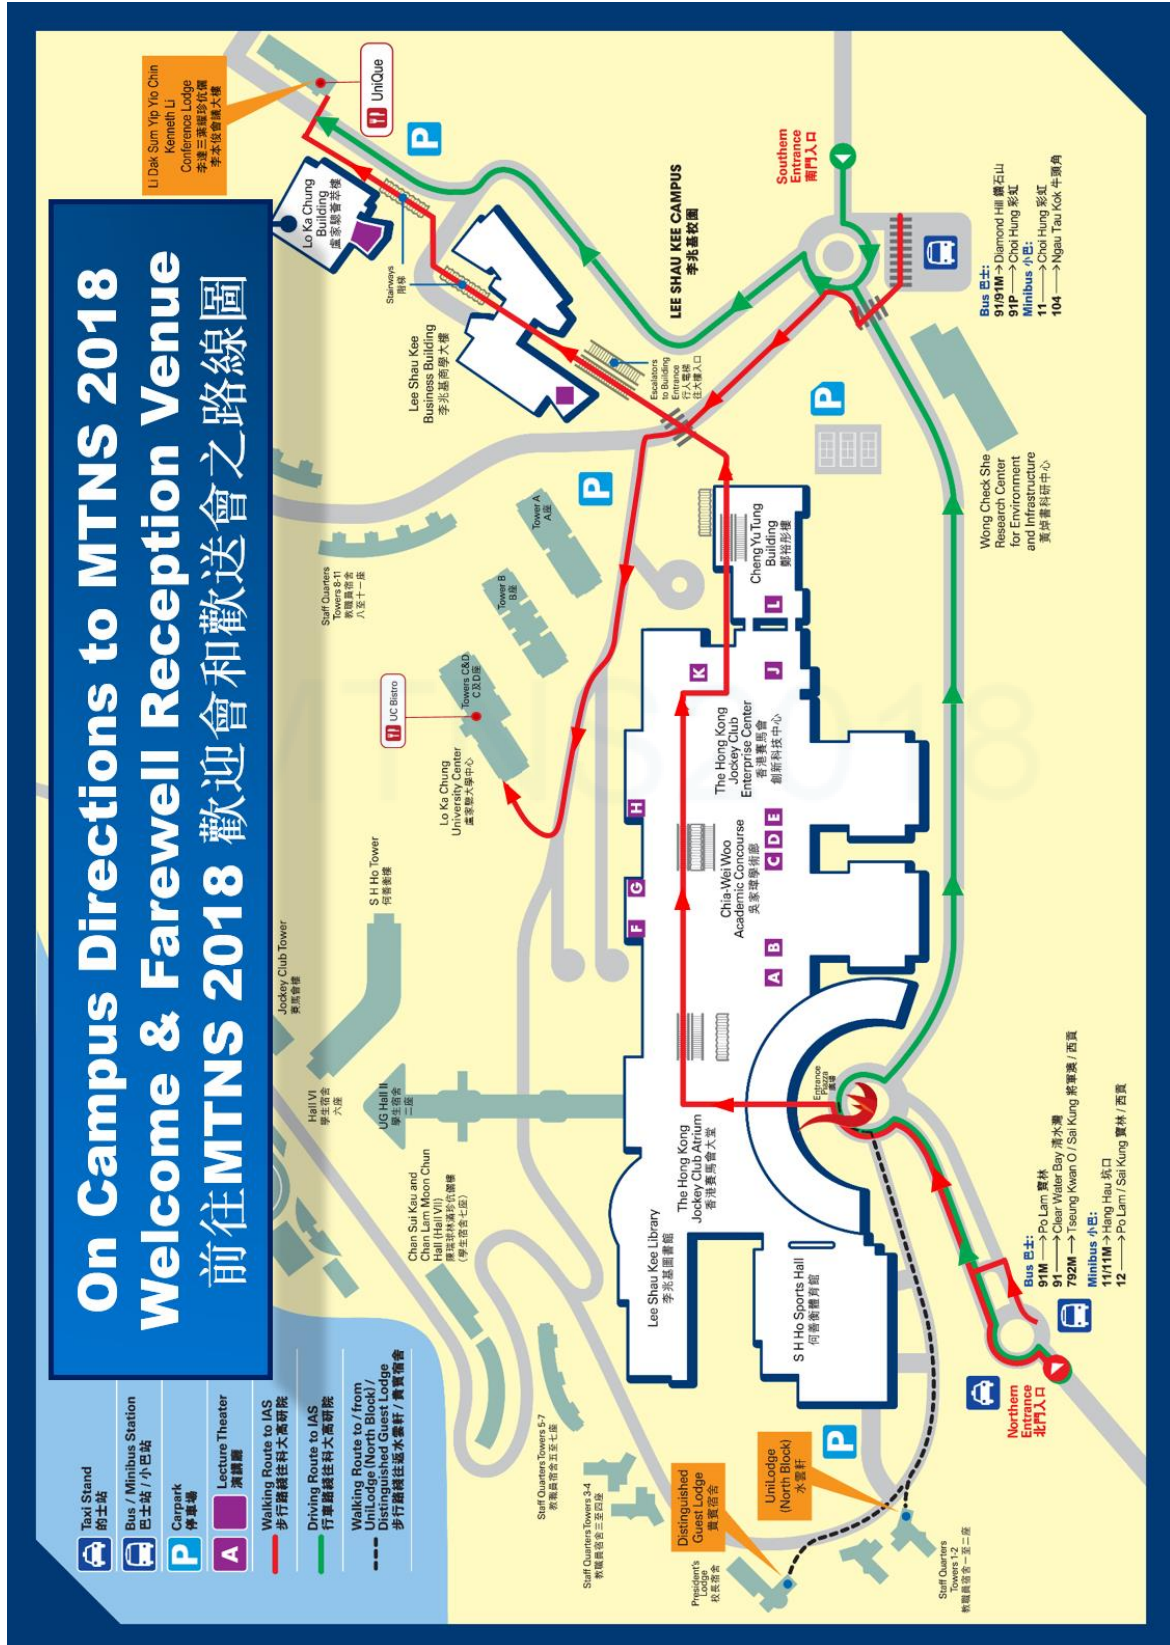 On Campus Directions to MTNS 2018
Welcome & Farewell Reception Venue
前往MTNS 2018 歡迎會和歡送會之路線圖
Taxi Stand
的士站
Bus / Minibus Station
巴士站 / 小巴站
Carpark
停車場
A
Lecture Theater
演講廳
Walking Route to IAS
步行路綫往科大高研院
Driving Route to IAS
行車路綫往科大高研院
Walking Route to / from
UniLodge (North Block) /
Distinguished Guest Lodge
步行路綫往返水雲軒 / 貴賓宿舍
Li Dak Sum Yip Yio Chin
Kenneth Li
Conference Lodge
李達三葉耀珍伉儷
李本俊會議大樓
UniQue
P
Lo Ka Chung
Building
盧家驄薈萃樓
Stairways
階梯
Lee Shau Kee
Business Building
李兆基商學大樓
LEE SHAU KEE CAMPUS
李兆基校園
Escalators
to Building
Entrance
行人電梯
往大樓入口
Southern
Entrance
南門入口
Bus 巴士:
91/91M → Diamond Hill 鑽石山
91P → Choi Hung 彩虹
Minibus 小巴:
11 → Choi Hung 彩虹
104 → Ngau Tau Kok 牛頭角
P
P
Wong Check She
Research Center
for Environment
and Infrastructure
黃焯書科研中心
Staff Quarters
Towers 8-11
教職員宿舍
八至十一座
Tower A
A座
Tower B
B座
Towers C&D
C及D座
UC Bistro
Lo Ka Chung
University Center
盧家驄大學中心
Cheng Yu Tung
Building
鄭裕彤樓
L
K
J
The Hong Kong
Jockey Club
Enterprise Center
香港賽馬會
創新科技中心
H
G
F
C D E
A B
Chia-Wei Woo
Academic Concourse
吳家瑋學術廊
S H Ho Tower
何善衡樓
Jockey Club Tower
賽馬會樓
Hall VI
學生宿舍
六座
UG Hall II
學生宿舍
二座
Chan Sui Kau and
Chan Lam Moon Chun
Hall (Hall VII)
陳瑞球林滿珍伉儷樓
(學生宿舍七座)
Entrance
Piazza
廣場
The Hong Kong
Jockey Club Atrium
香港賽馬會大堂
Lee Shau Kee Library
李兆基圖書館
S H Ho Sports Hall
何善衡體育館
Bus 巴士:
91M → Po Lam 寶林
91 → Clear Water Bay 清水灣
792M → Tseung Kwan O / Sai Kung 將軍澳 / 西貢
Minibus 小巴:
11/11M → Hang Hau 坑口
12 → Po Lam / Sai Kung 寶林 / 西貢
Northern
Entrance
北門入口
P
Staff Quarters Towers 5-7
教職員宿舍五至七座
Staff Quarters Towers 3-4
教職員宿舍三至四座
Distinguished
Guest Lodge
貴賓宿舍
UniLodge
(North Block)
水雲軒
President's
Lodge
校長宿舍
Staff Quarters
Towers 1-2
教職員宿舍一至二座
MTNS 2018